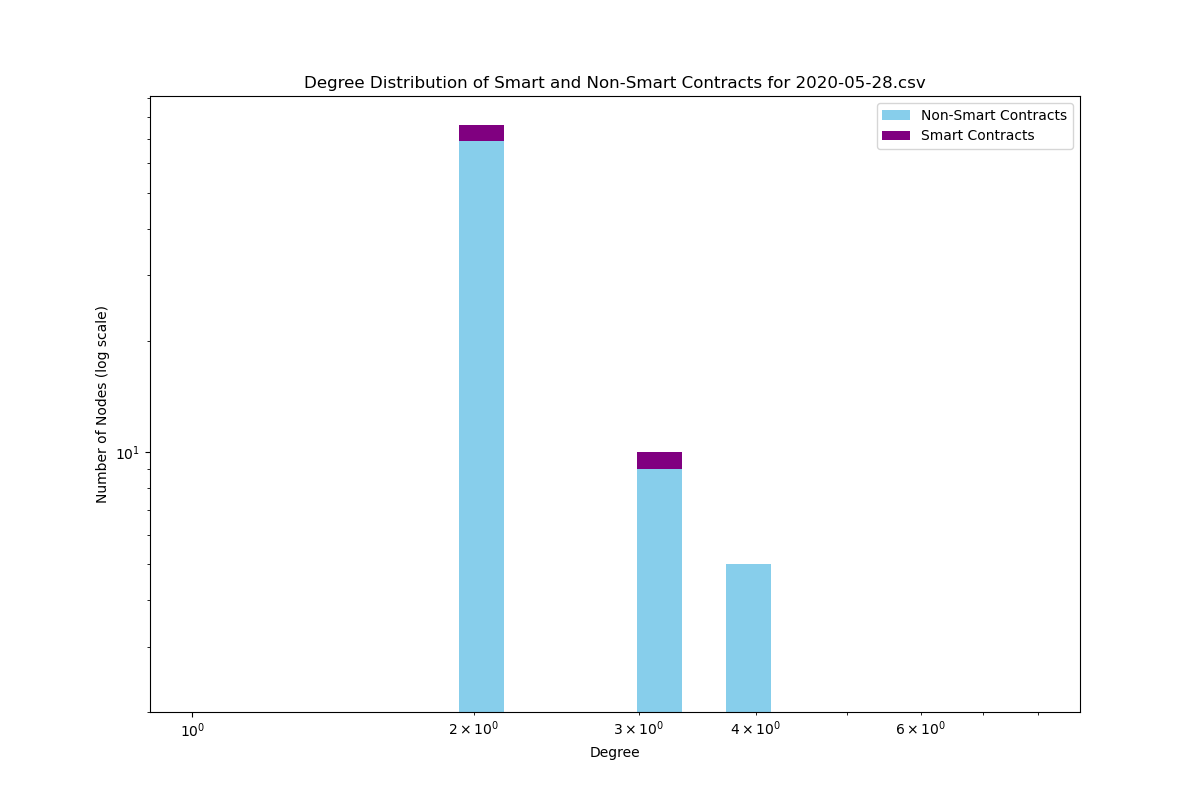 Degree Distribution of Smart and Non-Smart Contracts for 2020-05-28.csv
Non-Smart Contracts
Smart Contracts
Number of Nodes (log scale)
10¹
10⁰
2 × 10⁰
3 × 10⁰
4 × 10⁰
6 × 10⁰
Degree